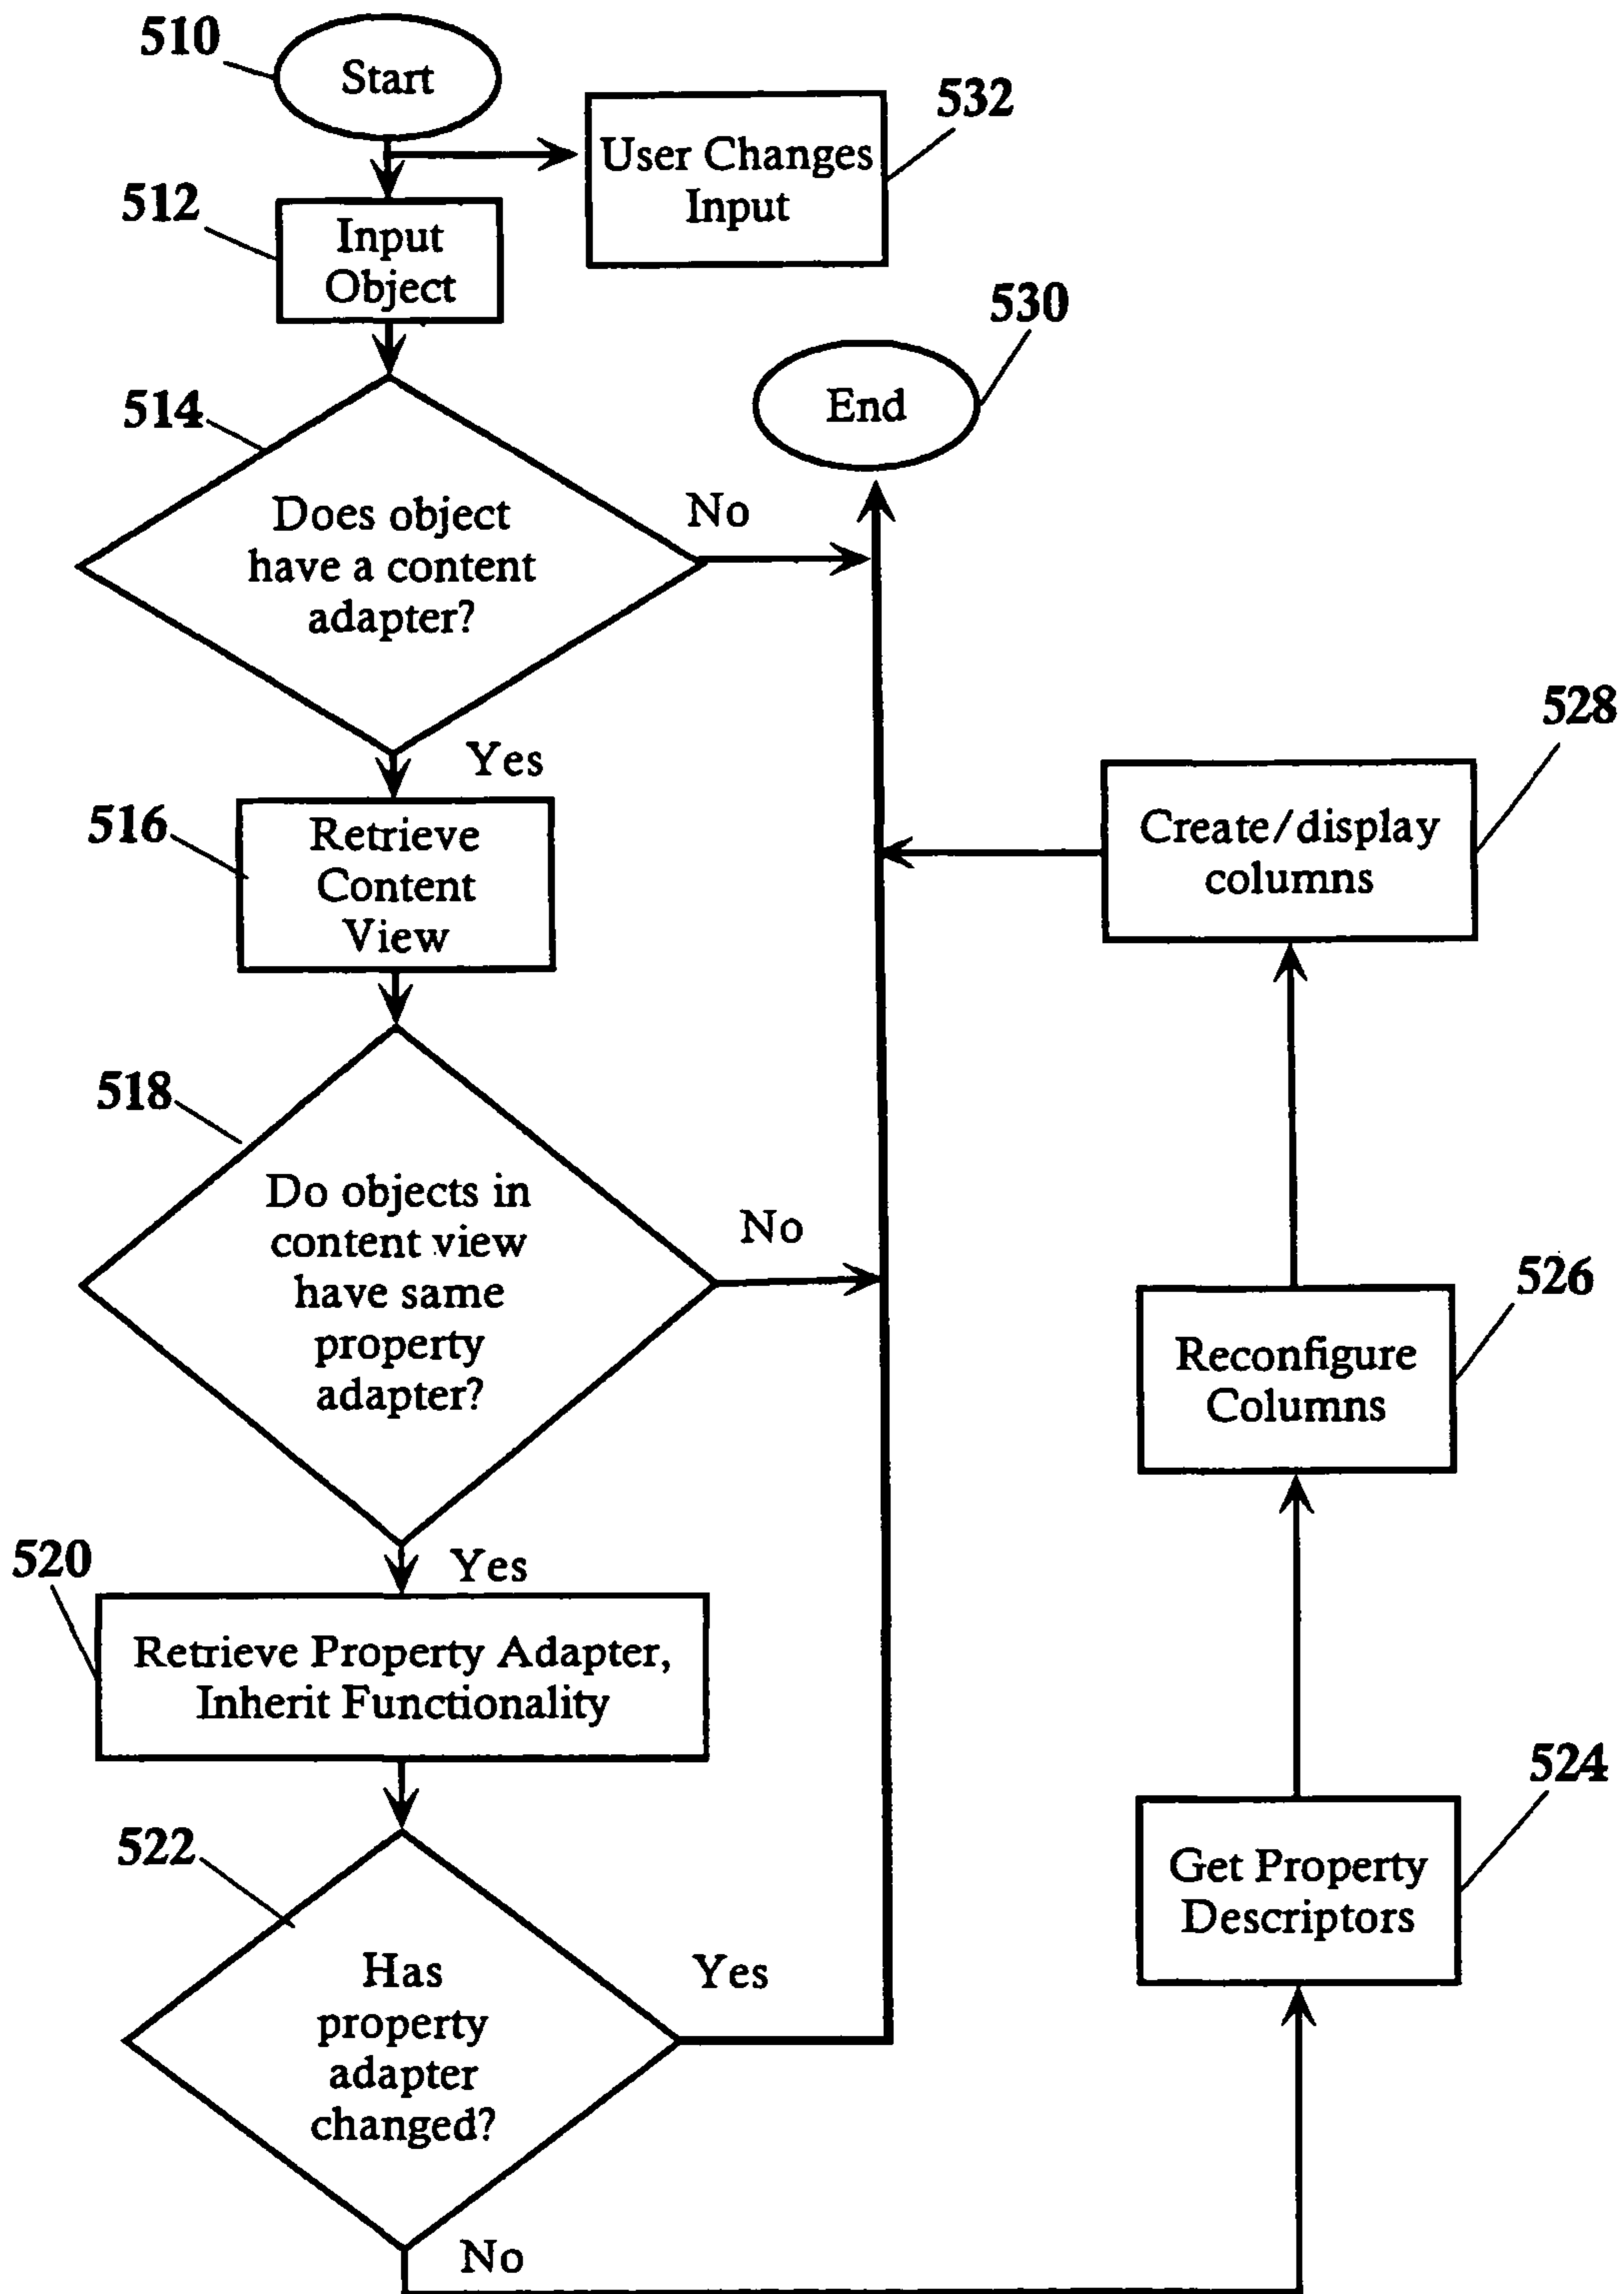 510
Start
532
User Changes
Input
512
Input
Object
530
End
514
Does object
have a content
adapter?
No
Yes
528
Create/display
columns
516
Retrieve
Content
View
518
Do objects in
content view
have same
property
adapter?
No
526
Reconfigure
Columns
Yes
520
Retrieve Property Adapter,
Inherit Functionality
524
Get Property
Descriptors
522
Has
property
adapter
changed?
Yes
No